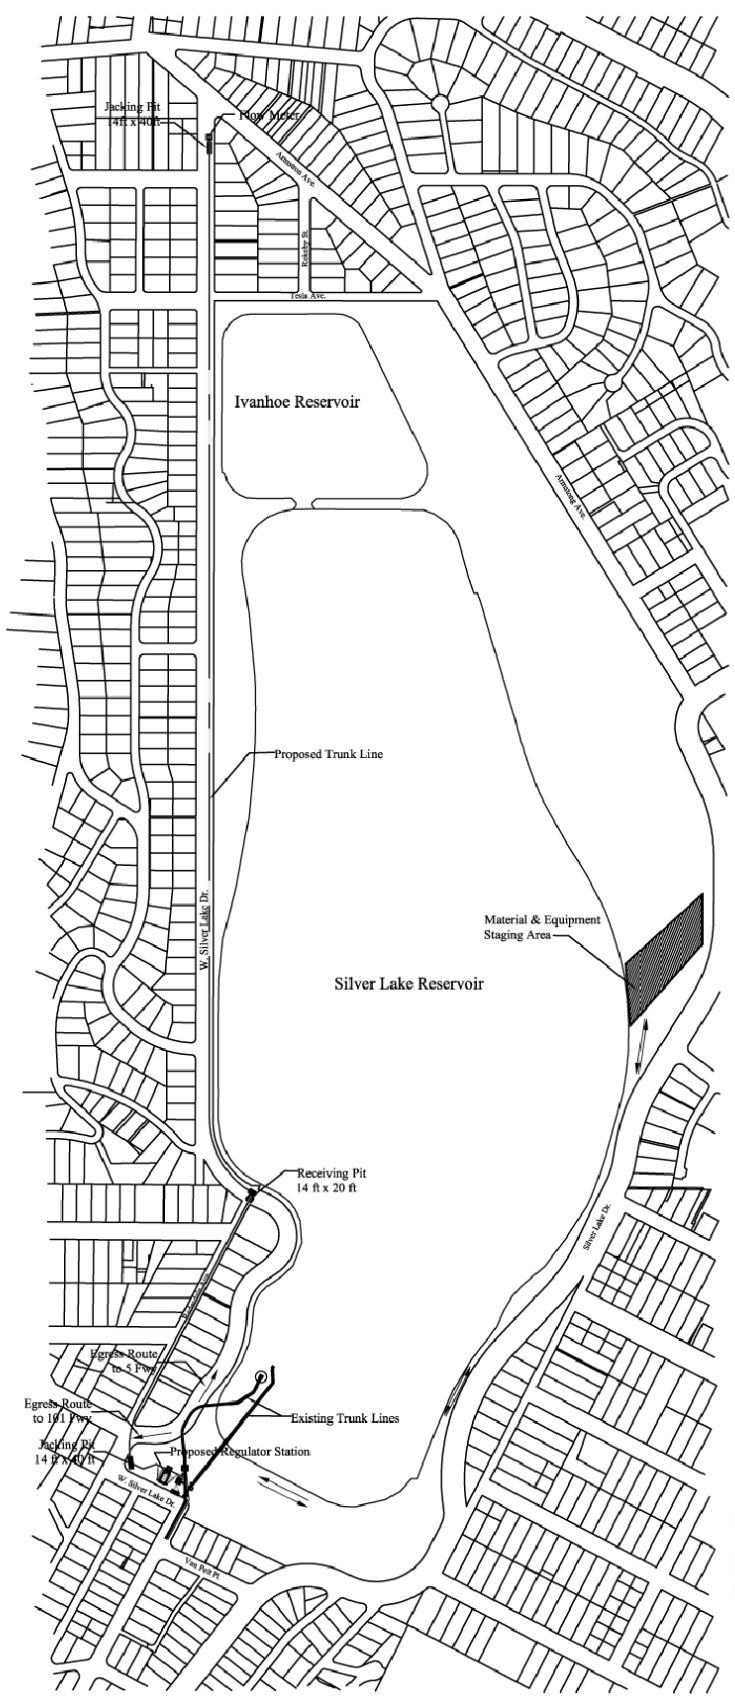 Jacking Pit
14ft x 40ft
Flow Meter
Armstrong Ave.
Rokeby St.
Tesla Ave.
Ivanhoe Reservoir
Armstrong Ave.
Proposed Trunk Line
W. Silver Lake Dr.
Material & Equipment
Staging Area
Silver Lake Reservoir
Receiving Pit
14 ft x 20 ft
Silver Lake Dr.
Egress Route
to 5 Fwy
Egress Route
to 101 Fwy
Existing Trunk Lines
Jacking Pit
14 ft x 40 ft
Proposed Regulator Station
W. Silver Lake Dr.
Van Pelt Pl.